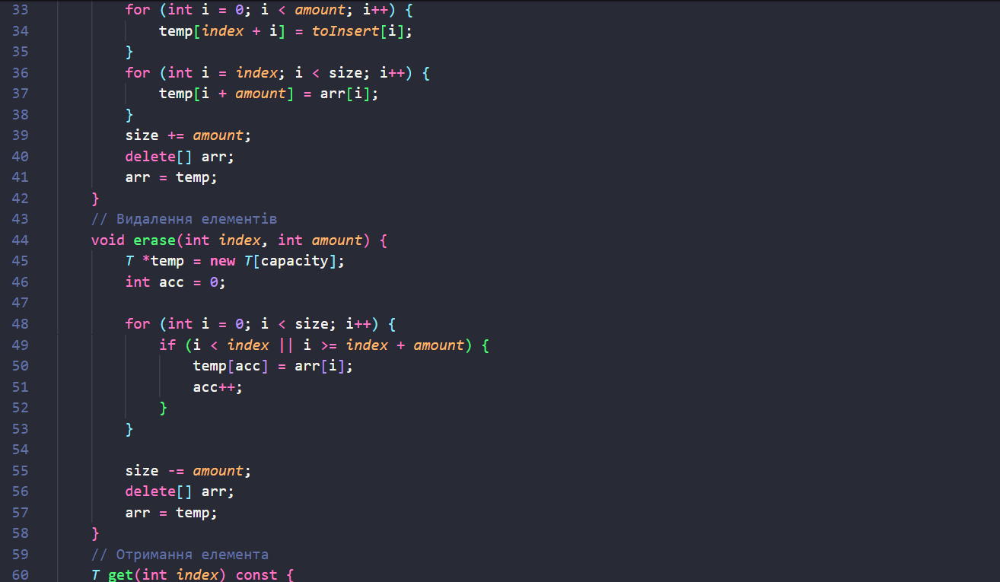 33 for (int i = 0; i < amount; i++) {
34 temp[index + i] = toInsert[i];
35 }
36 for (int i = index; i < size; i++) {
37 temp[i + amount] = arr[i];
38 }
39 size += amount;
40 delete[] arr;
41 arr = temp;
42 }
43 // Видалення елементів
44 void erase(int index, int amount) {
45 T *temp = new T[capacity];
46 int acc = 0;
47
48 for (int i = 0; i < size; i++) {
49 if (i < index || i >= index + amount) {
50 temp[acc] = arr[i];
51 acc++;
52 }
53 }
54
55 size -= amount;
56 delete[] arr;
57 arr = temp;
58 }
59 // Отримання елемента
60 T get(int index) const {